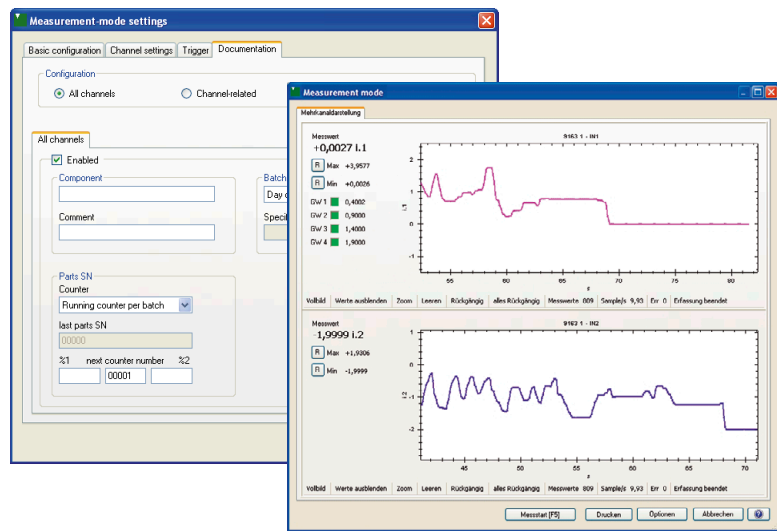 Measurement-mode settings
Basic configuration Channel settings Trigger Documentation
Configuration
All channels Channel-related
All channels
Enabled
Component
Batch
Day
Comment
Specif
Parts SN
Counter
Running counter per batch
last parts SN
00000
%1 next counter number %2
00001
Measurement mode
Mehrkanaldarstellung
Messwert
+0,0027 i.1
R Max +3,9577
R Min +0,0026
GW 1 0,4002
GW 2 0,9000
GW 3 1,4000
GW 4 1,9000
9163 1 - IN1
2
1
0
-1
i.1
55 60 65 70 75 80
s
Vollbild Werte ausblenden Zoom Leeren Rückgängig alles Rückgängig Messwerte 809 Sample/s 9,93 Err 0 Erfassung beendet
Messwert
-1,9999 i.2
R Max +1,9306
R Min -1,9999
9163 1 - IN2
1
0
-1
-2
i.2
45 50 55 60 65 70
s
Vollbild Werte ausblenden Zoom Leeren Rückgängig alles Rückgängig Messwerte 809 Sample/s 9,93 Err 0 Erfassung beendet
Messstart [F5] Drucken Optionen Abbrechen ?